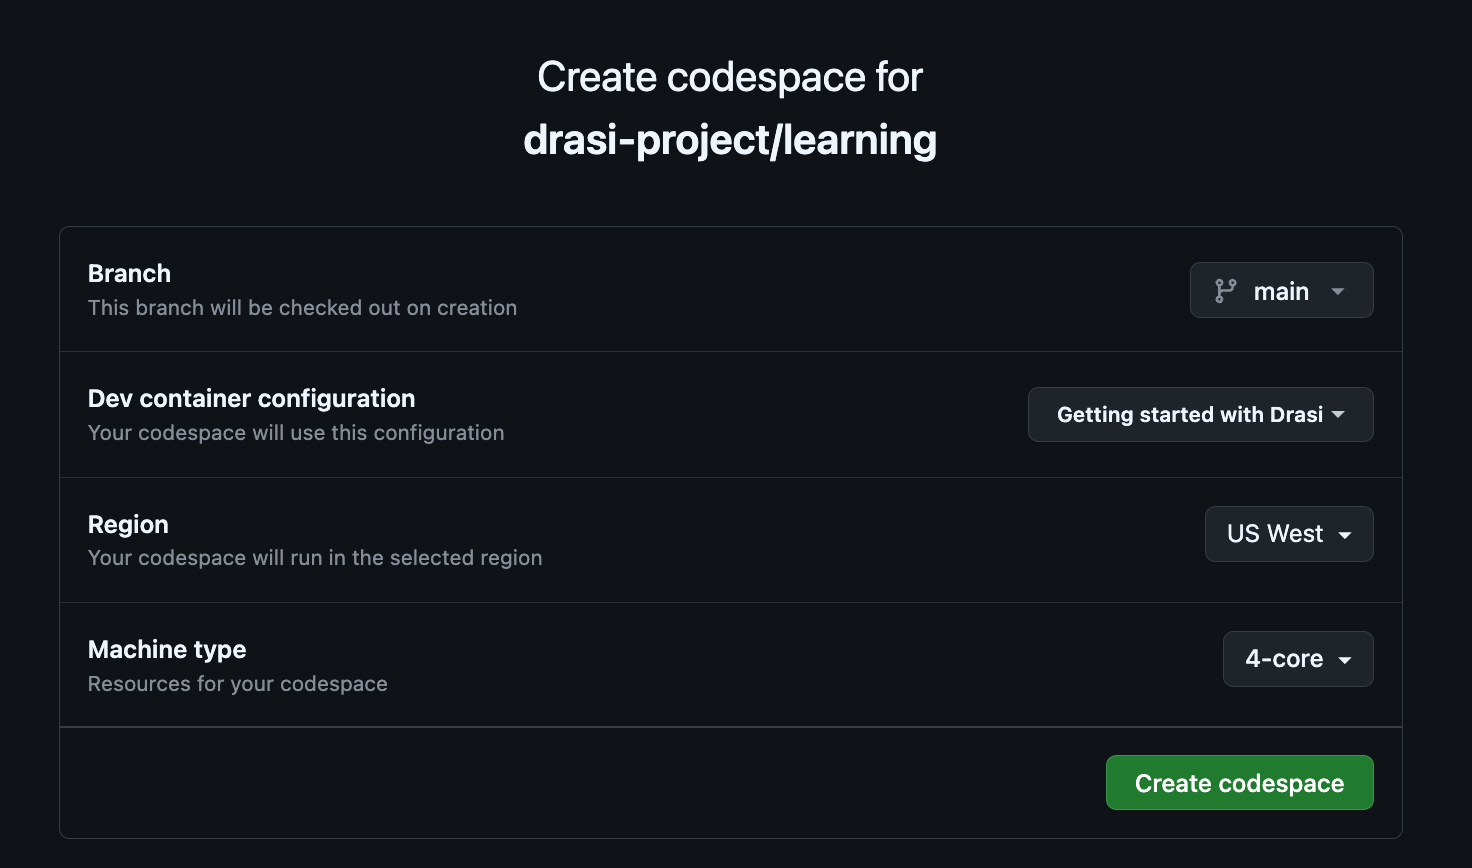 Create codespace for
drasi-project/learning
Branch
This branch will be checked out on creation
main
Dev container configuration
Your codespace will use this configuration
Getting started with Drasi
Region
Your codespace will run in the selected region
US West
Machine type
Resources for your codespace
4-core
Create codespace